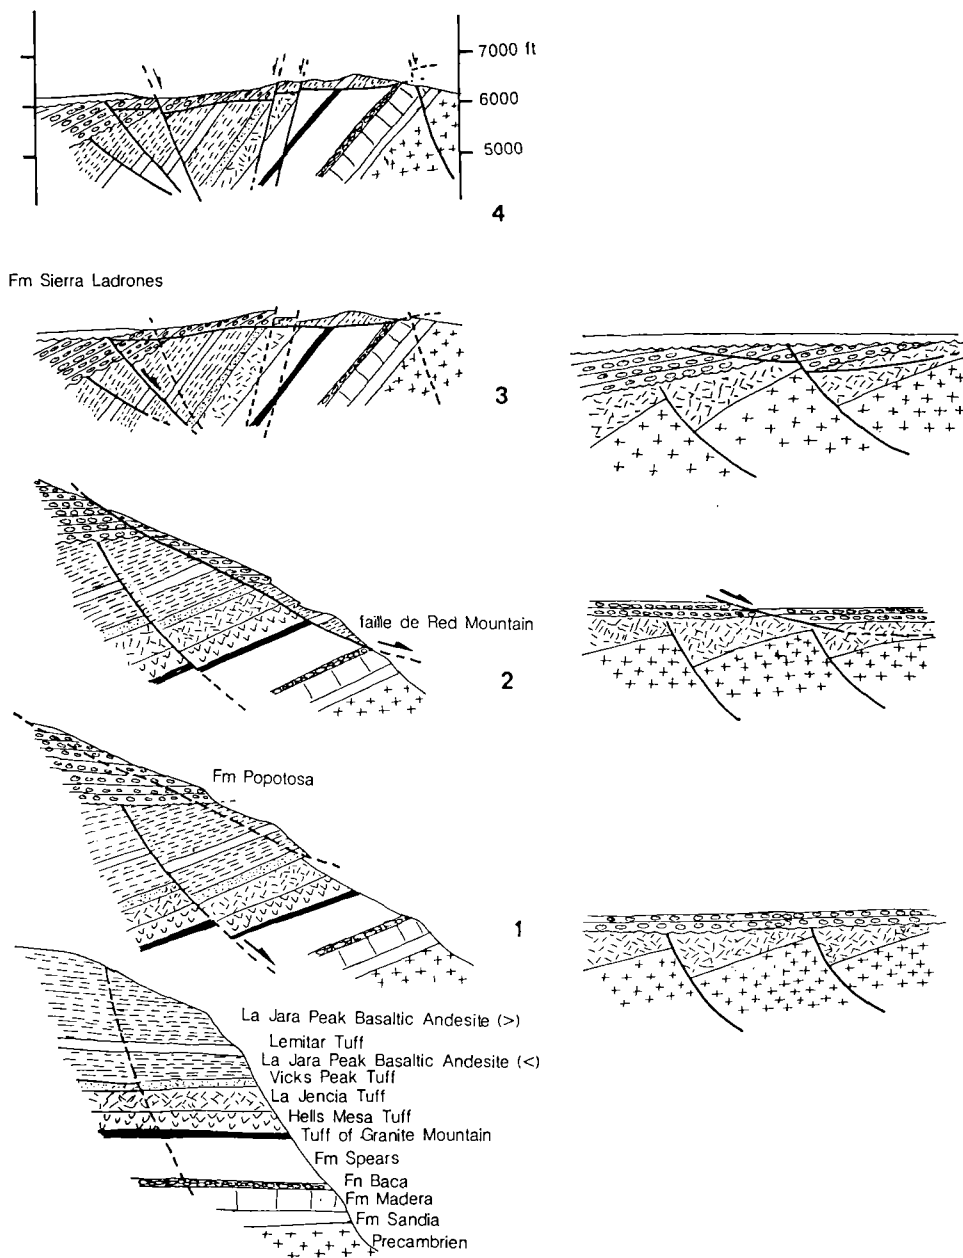 7000 ft
6000
5000
4
Fm Sierra Ladrones
3
faille de Red Mountain
2
Fm Popotosa
1
La Jara Peak Basaltic Andesite (>)
Lemitar Tuff
La Jara Peak Basaltic Andesite (<)
Vicks Peak Tuff
La Jencia Tuff
Hells Mesa Tuff
Tuff of Granite Mountain
Fm Spears
Fn Baca
Fm Madera
Fm Sandia
Precambrien